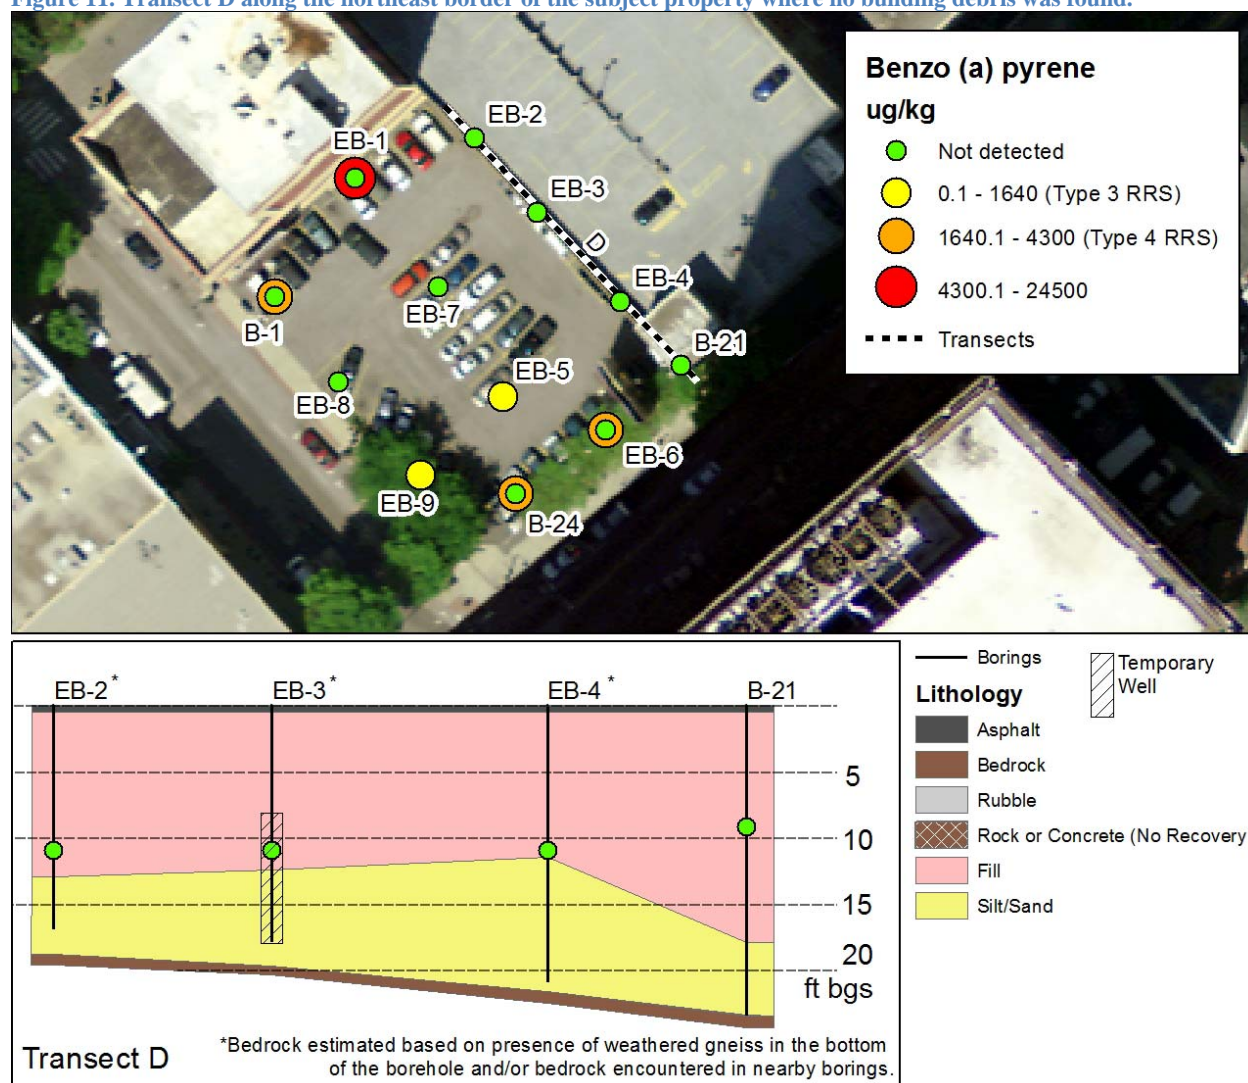 Figure 11. Transect D along the northeast border of the subject property where no building debris was found.
Benzo (a) pyrene
ug/kg
Not detected
0.1 - 1640 (Type 3 RRS)
1640.1 - 4300 (Type 4 RRS)
4300.1 - 24500
Transects
EB-2
EB-1
EB-3
D
EB-4
EB-7
B-1
B-21
EB-5
EB-8
EB-6
EB-9
B-24
EB-2*
EB-3*
EB-4*
B-21
5
10
15
20
ft bgs
Transect D
*Bedrock estimated based on presence of weathered gneiss in the bottom
of the borehole and/or bedrock encountered in nearby borings.
Borings
Temporary
Well
Lithology
Asphalt
Bedrock
Rubble
Rock or Concrete (No Recovery
Fill
Silt/Sand